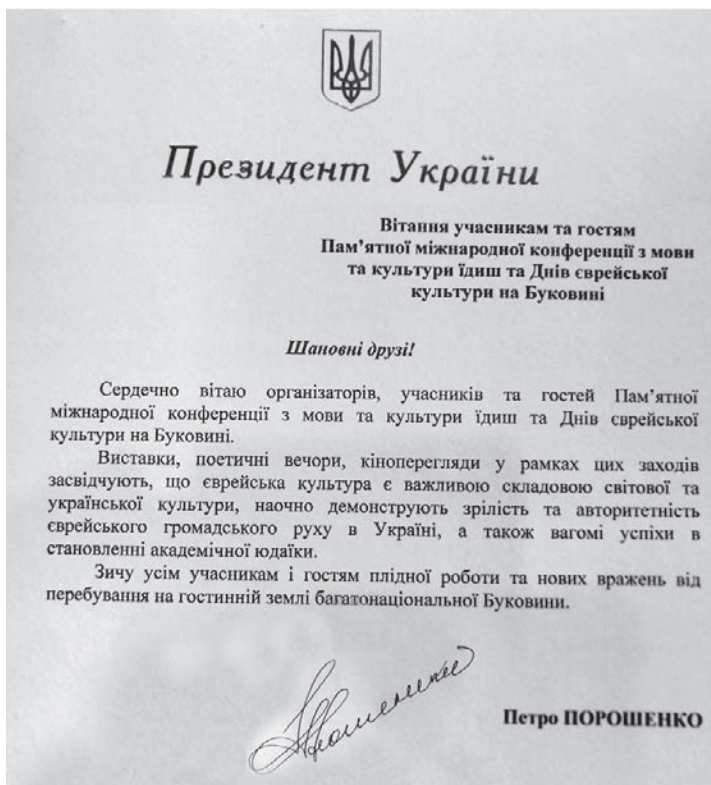 Президент України
Вітання учасникам та гостям
Пам’ятної міжнародної конференції з мови
та культури їдиш та Днів єврейської
культури на Буковині
Шановні друзі!
Сердечно вітаю організаторів, учасників та гостей Пам’ятної
міжнародної конференції з мови та культури їдиш та Днів єврейської
культури на Буковині.
Виставки, поетичні вечори, кіноперегляди у рамках цих заходів
засвідчують, що єврейська культура є важливою складовою світової та
української культури, наочно демонструють зрілість та авторитетність
єврейського громадського руху в Україні, а також вагомі успіхи в
становленні академічної юдаїки.
Зичу усім учасникам і гостям плідної роботи та нових вражень від
перебування на гостинній землі багатонаціональної Буковини.
Петро ПОРОШЕНКО